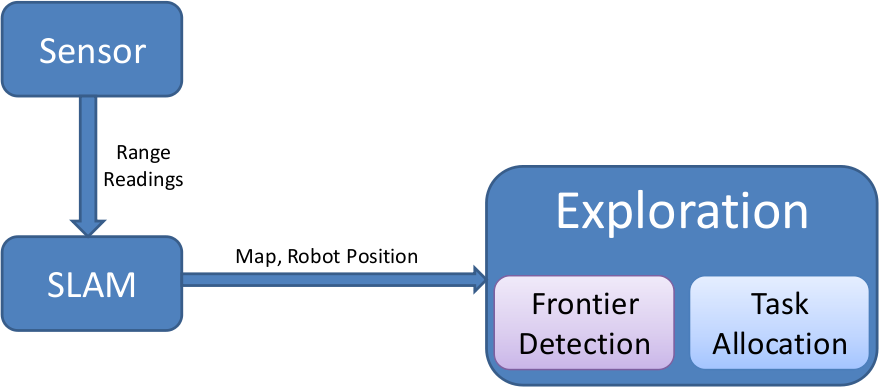 Sensor
Range
Readings
SLAM
Map, Robot Position
Exploration
Frontier
Detection
Task
Allocation